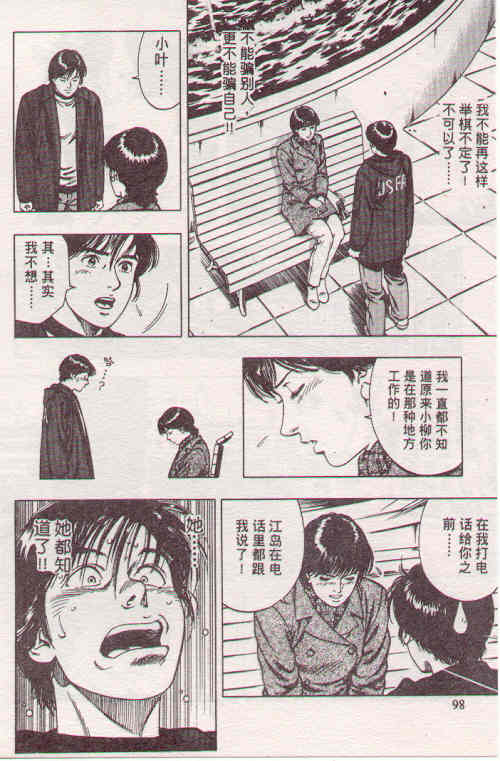 我不能再这样
举棋不定了！
不可以了……
不能骗别人，
更不能骗自己！！
USFA
小叶
……
其…其实
我不想……
我一直都不知
道原来小柳你
是在那种地方
工作的！
…？
在我打电
话给你之
前……
江岛在电
话里都跟
我说了！
她……
她都知
道了！！
98